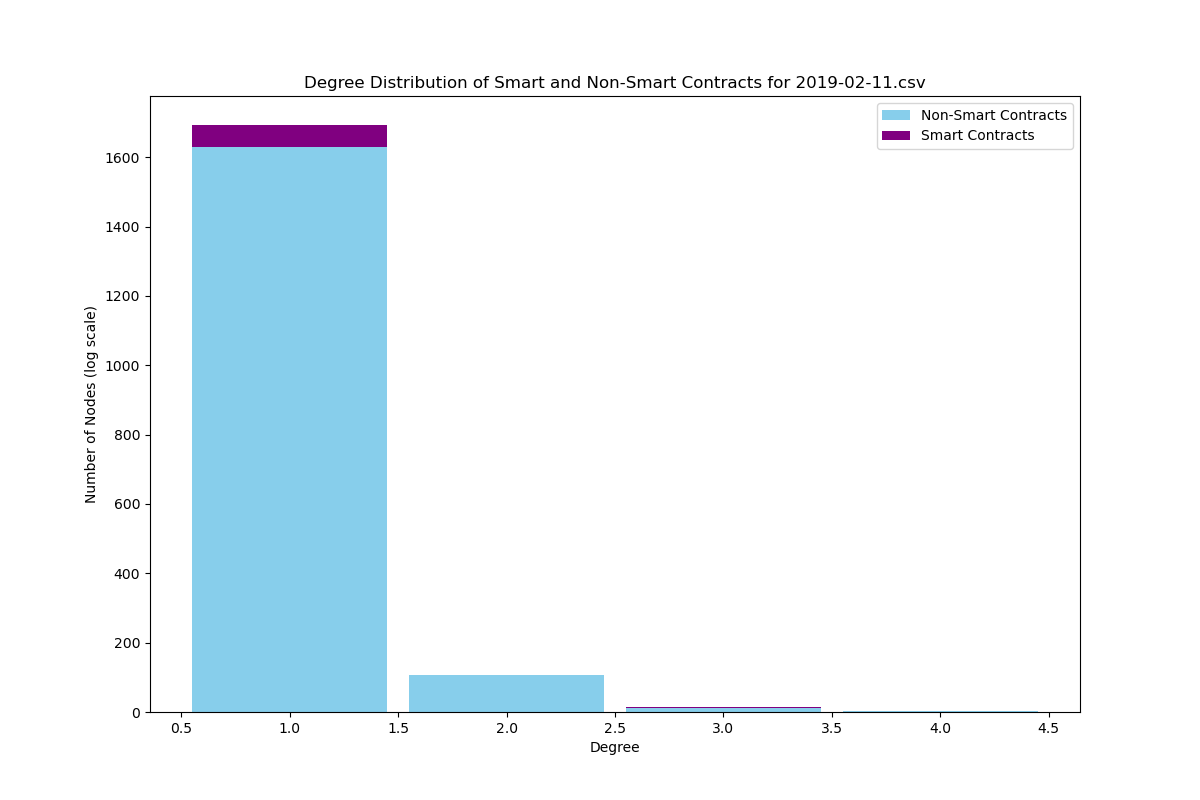 Degree Distribution of Smart and Non-Smart Contracts for 2019-02-11.csv
Non-Smart Contracts
Smart Contracts
Number of Nodes (log scale)
1600
1400
1200
1000
800
600
400
200
0
0.5 1.0 1.5 2.0 2.5 3.0 3.5 4.0 4.5
Degree